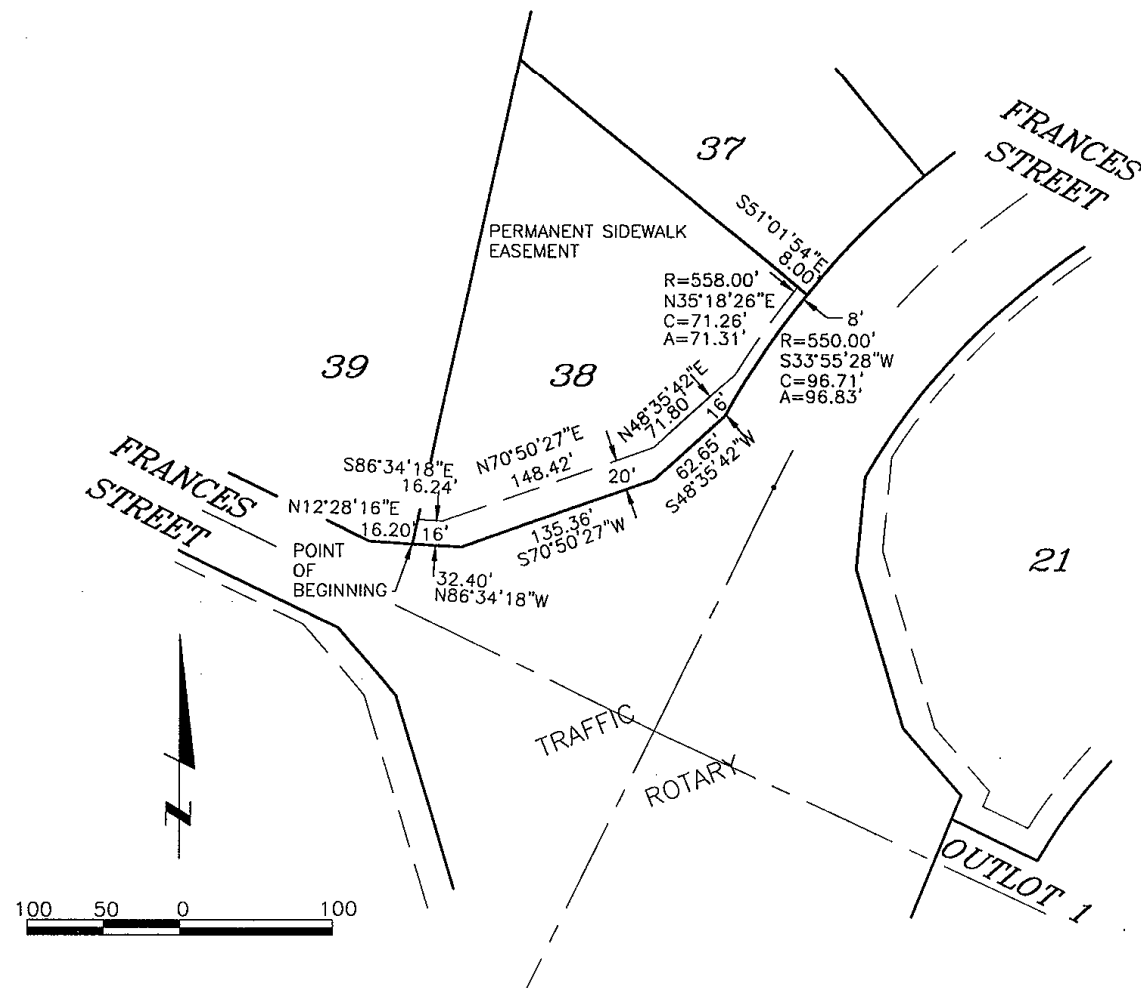 FRANCES
STREET
37
S51°01'54"E
8.00'
PERMANENT SIDEWALK
EASEMENT
R=558.00'
N35°18'26"E
C=71.26'
A=71.31'
8'
R=550.00'
S33°55'28"W
C=96.71'
A=96.83'
39
38
N48°35'42"E
71.80'
16'
FRANCES
STREET
S86°34'18"E
16.24'
N70°50'27"E
148.42'
20'
62.65'
S48°35'42"W
N12°28'16"E
16.20'
16'
135.36'
S70°50'27"W
POINT
OF
BEGINNING
32.40'
N86°34'18"W
21
TRAFFIC
ROTARY
N
OUTLOT 1
100 50 0 100